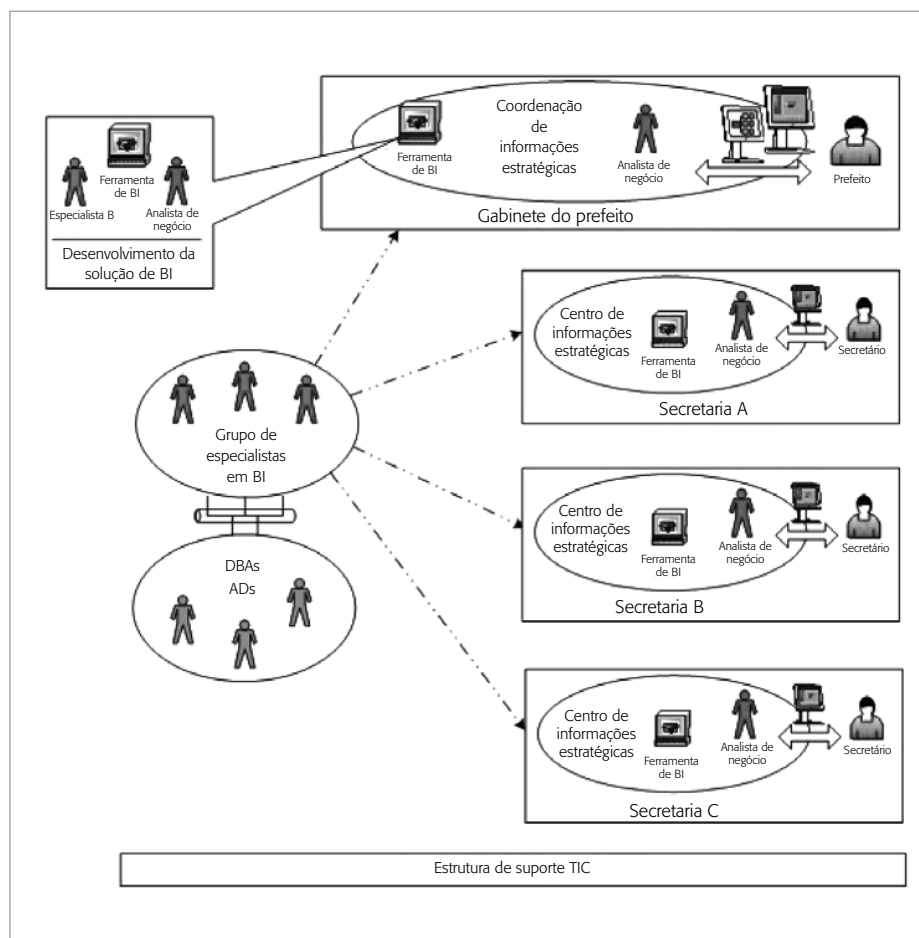 Coordenação
de
informações
estratégicas
Ferramenta
de BI
Analista de
negócio
Prefeito
Gabinete do prefeito
Ferramenta
de BI
Especialista B
Analista de
negócio
Desenvolvimento da
solução de BI
Centro de
informações
estratégicas
Ferramenta
de BI
Analista de
negócio
Secretário
Secretaria A
Grupo de
especialistas
em BI
Centro de
informações
estratégicas
Ferramenta
de BI
Analista de
negócio
Secretário
Secretaria B
DBAs
ADs
Centro de
informações
estratégicas
Ferramenta
de BI
Analista de
negócio
Secretário
Secretaria C
Estrutura de suporte TIC